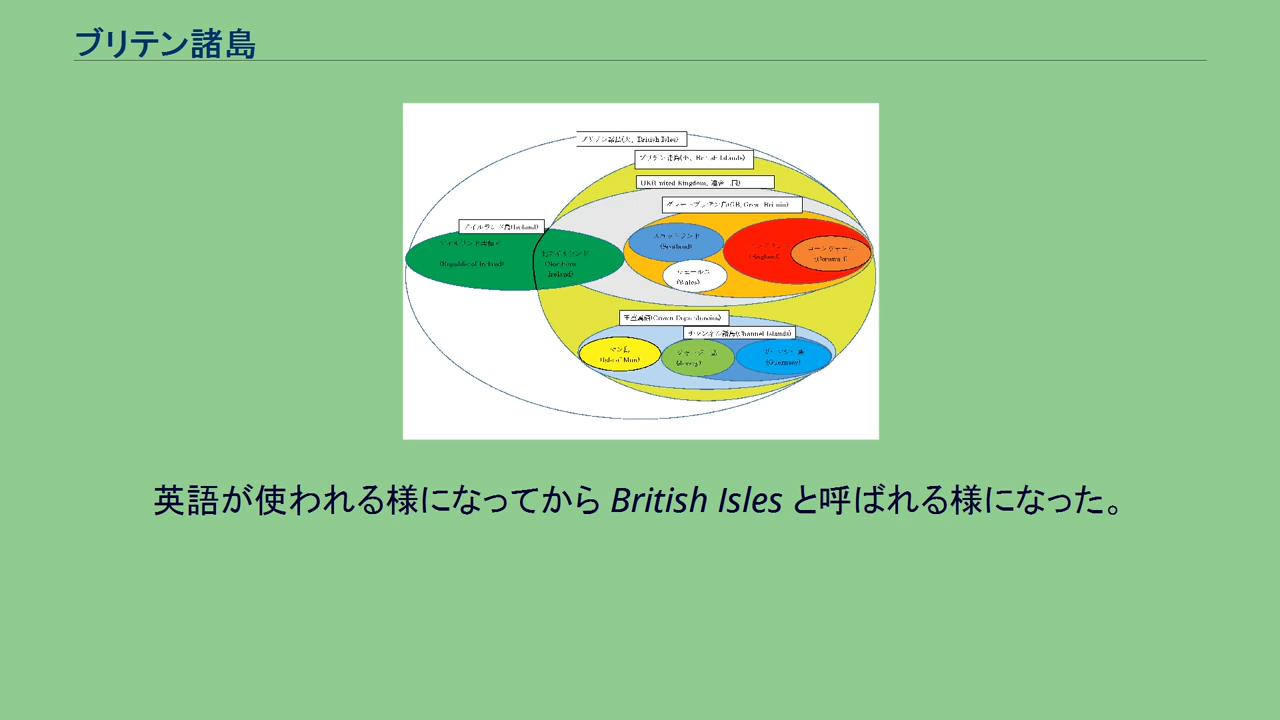 ブリテン諸島
ブリテン諸島(大、British Isles)
ブリテン諸島(小、British Islands)
UK(United Kingdom, 連合王国)
グレートブリテン島(GB, Great Britain)
アイルランド島(Ireland)
アイルランド共和国
(Republic of Ireland)
北アイルランド
(Northern
Ireland)
スコットランド
(Scotland)
ウェールズ
(Wales)
イングランド
(England)
コーンウォール
(Cornwall)
王室属領(Crown Dependencies)
チャンネル諸島(Channel Islands)
マン島
(Isle of Man)
ジャージー島
(Jersey)
ガーンジー島
(Guernsey)
英語が使われる様になってから British Isles と呼ばれる様になった。